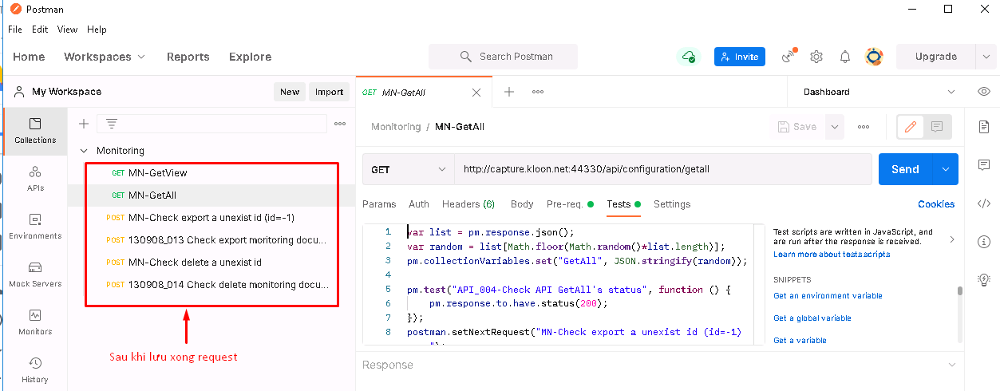 Postman
File Edit View Help
Home Workspaces Reports Explore Search Postman Invite Upgrade
My Workspace New Import GET MN-GetAll Dashboard
Collections
APIs
Environments
Mock Servers
Monitors
History
Monitoring
GET MN-GetView
GET MN-GetAll
POST MN-Check export a unexist id (id=-1)
POST 130908_013 Check export moritoring docu...
POST MN-Check delete a unexist id
POST 130908_014 Check delete monitoring docu...
Sau khi lưu xong request
Monitoring / MN-GetAll Save
GET http://capture.kloon.net:44330/api/configuration/getall Send
Params Auth Headers (6) Body Pre-req. Tests Settings Cookies
1 var list = pm.response.json();
2 var random = list[Math.floor(Math.random()*list.length)];
3 pm.collectionVariables.set("GetAll", JSON.stringify(random));
4
5 pm.test("API_004-Check API GetAll's status", function () {
6 pm.response.to.have.status(200);
7 });
8 postman.setNextRequest("MN-Check export a unexist id (id=-1)
");
Test scripts are written in JavaScript, and
are run after the response is received.
Learn more about tests scripts
SNIPPETS
Get an environment variable
Get a global variable
Get a variable
Response